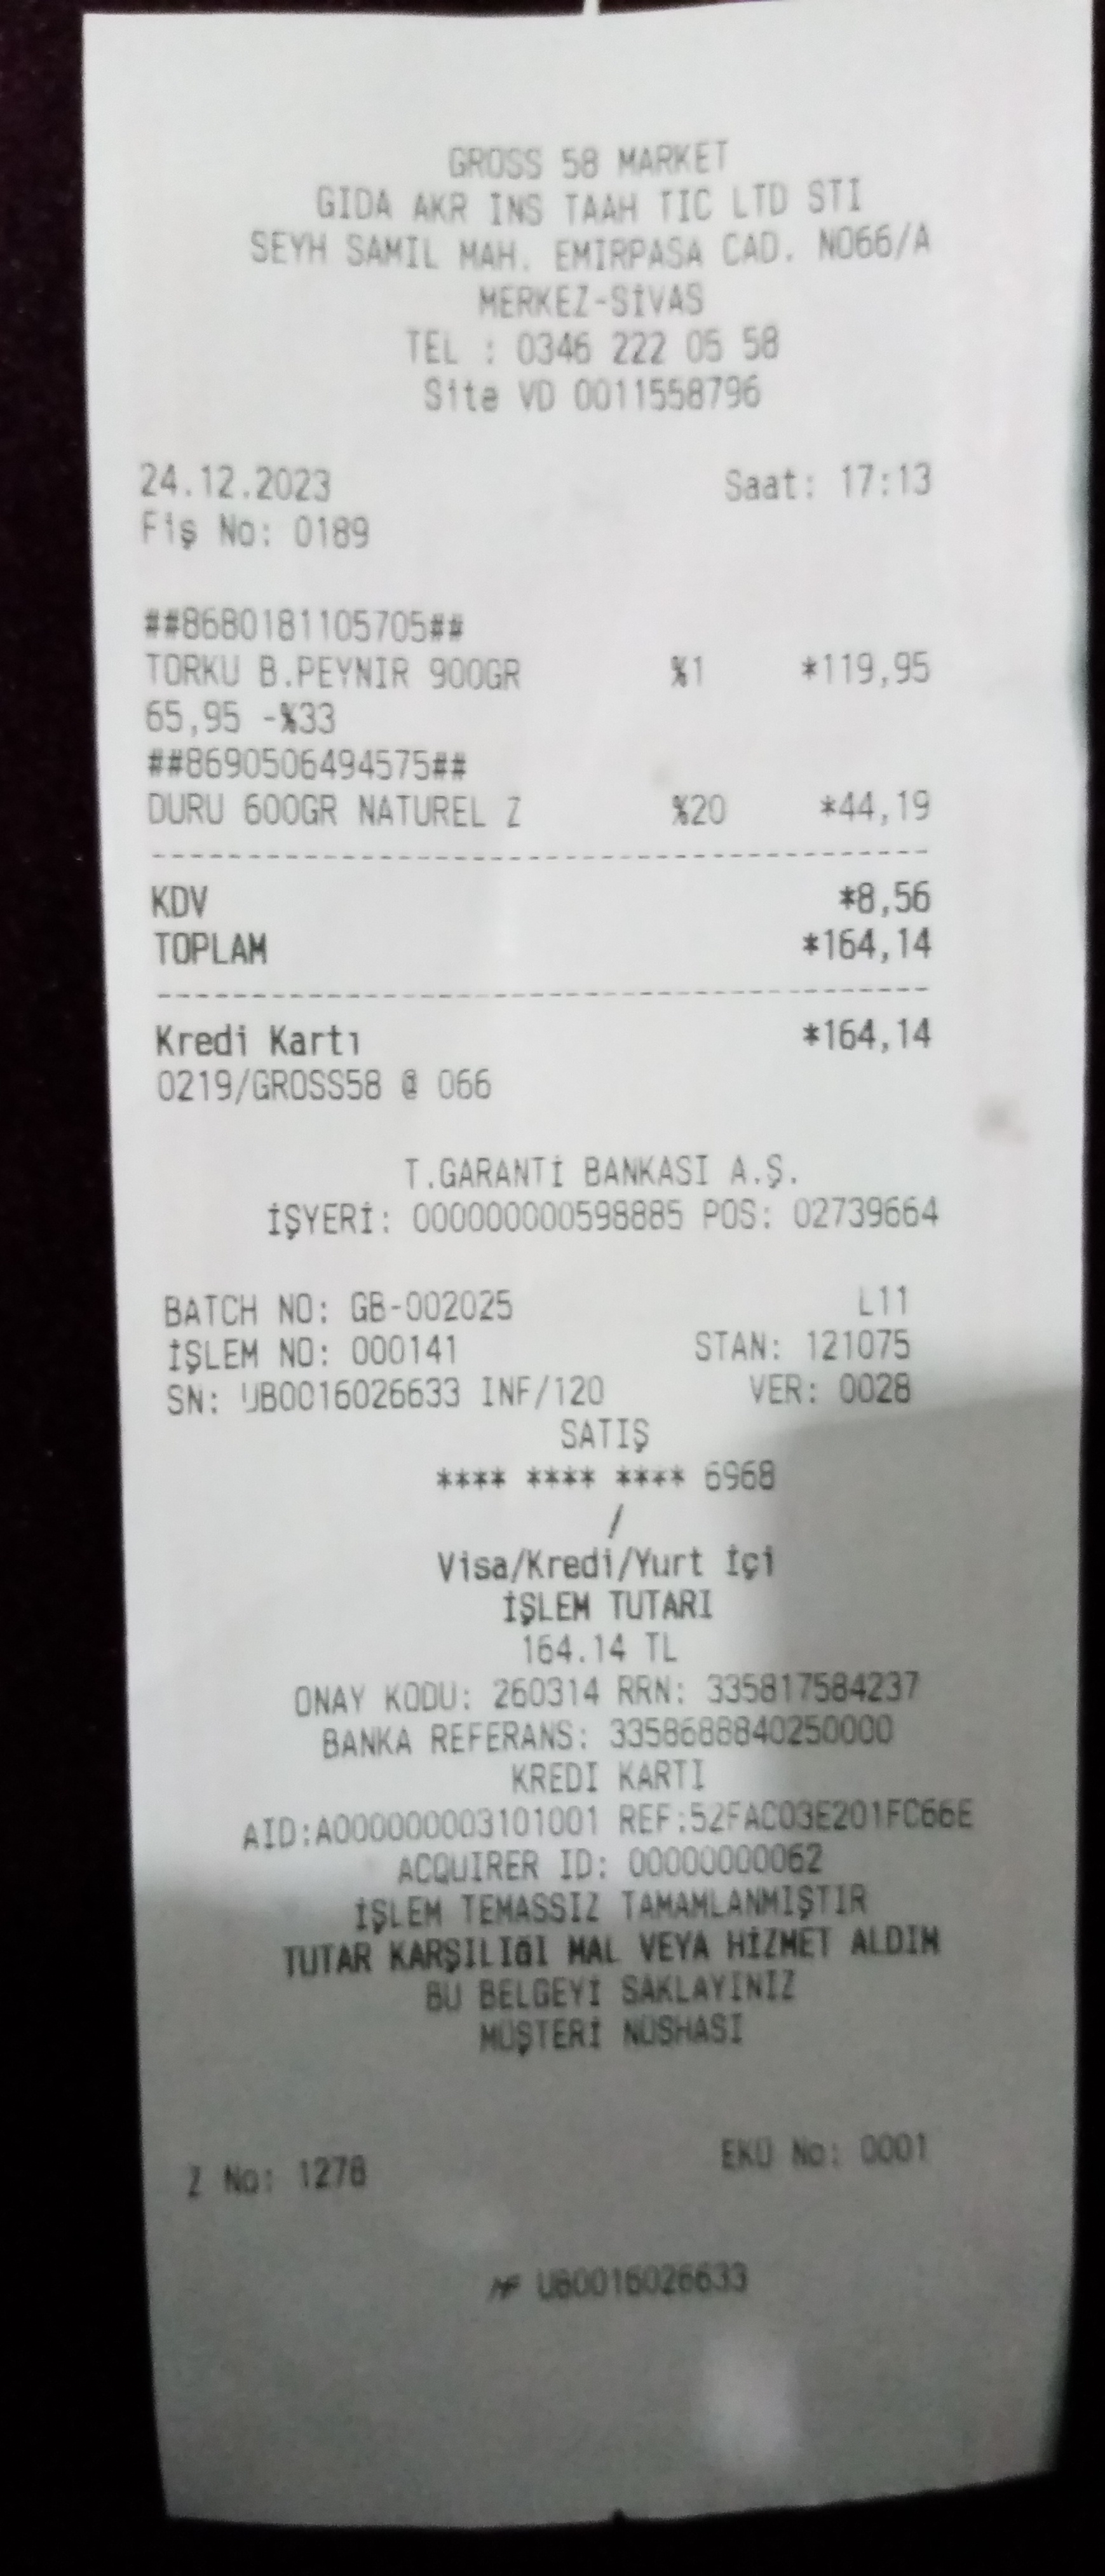 GROSS 58 MARKET
GIDA AKR INS TAAH TIC LTD STI
SEYH SAMIL MAH. EMIRPASA CAD. NO66/A
MERKEZ-SİVAS
TEL : 0346 222 05 58
Site VD 0011558796
24.12.2023 Saat: 17:13
Fiş No: 0189
##8680181105705##
TORKU B.PEYNIR 900GR %1 *119,95
65,95 -%33
##8690506494575##
DURU 600GR NATUREL Z %20 *44,19
KDV *8,56
TOPLAM *164,14
Kredi Kartı *164,14
0219/GROSS58 @ 066
T.GARANTİ BANKASI A.Ş.
İŞYERİ: 000000000598885 POS: 02739664
BATCH NO: GB-002025 L11
İŞLEM NO: 000141 STAN: 121075
SN: UB0016026633 INF/120 VER: 0028
SATIŞ
**** **** **** 6968
/
Visa/Kredi/Yurt İçi
İŞLEM TUTARI
164.14 TL
ONAY KODU: 260314 RRN: 335817584237
BANKA REFERANS: 3358688840250000
KREDI KARTI
AID:A0000000003101001 REF:52FAC03E201FC66E
ACQUIRER ID: 00000000062
İŞLEM TEMASSIZ TAMAMLANMIŞTIR
TUTAR KARŞILIĞI MAL VEYA HİZMET ALDIM
BU BELGEYİ SAKLAYINIZ
MÜŞTERİ NÜSHASI
Z No: 1278 EKÜ No: 0001
MF UB0016026633